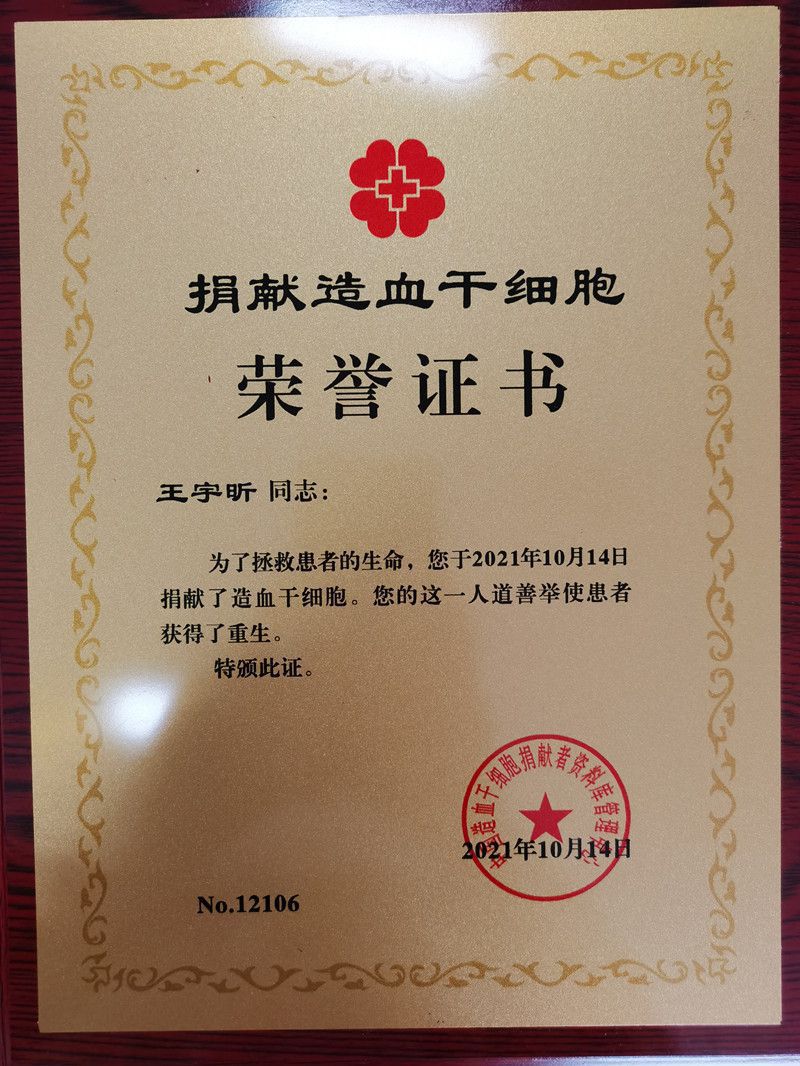 捐献造血干细胞
荣誉证书
王宇昕 同志：
为了拯救患者的生命，您于2021年10月14日
捐献了造血干细胞。您的这一人道善举使患者
获得了重生。
特颁此证。
中国造血干细胞捐献者资料库管理中心
2021年10月14日
No.12106